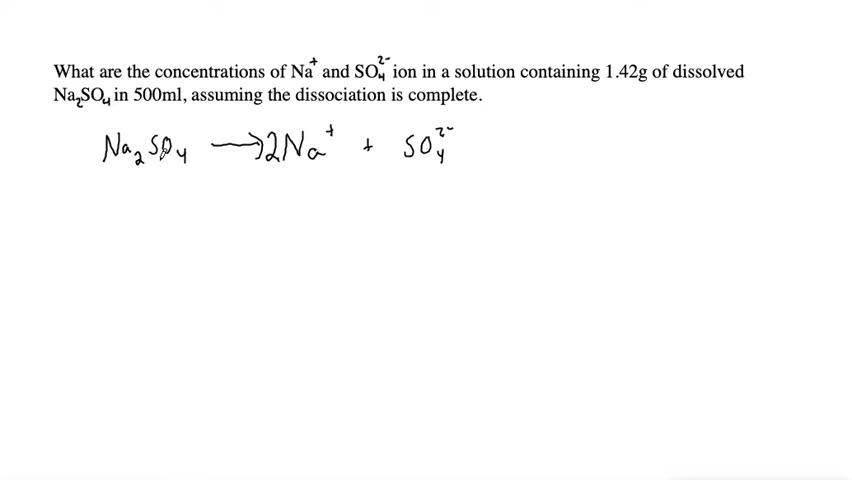 What are the concentrations of Na⁺ and SO₄²⁻ ion in a solution containing 1.42g of dissolved
Na₂SO₄ in 500ml, assuming the dissociation is complete.
Na₂SO₄ ⟶ 2Na⁺ + SO₄²⁻